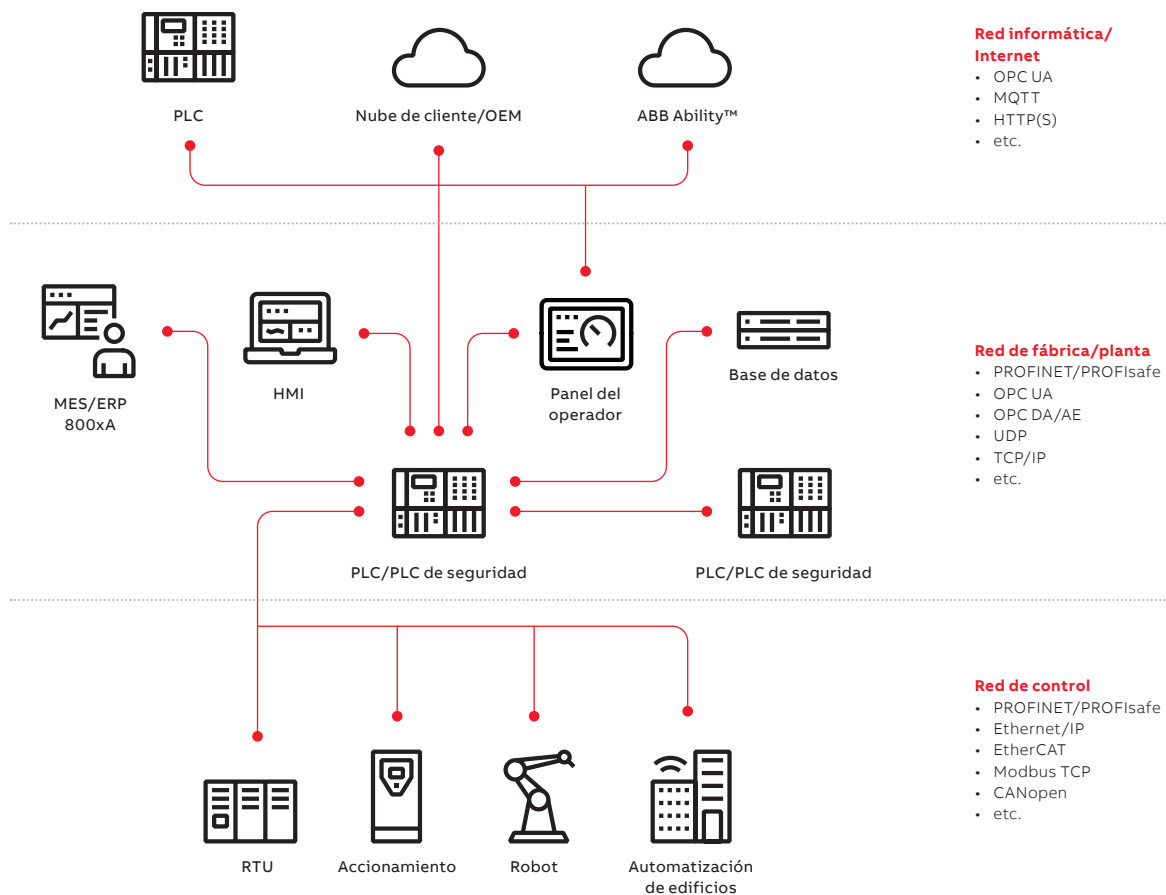 PLC
Nube de cliente/OEM
ABB Ability™
Red informática/
Internet
• OPC UA
• MQTT
• HTTP(S)
• etc.
MES/ERP
800xA
HMI
Panel del
operador
Base de datos
PLC/PLC de seguridad
PLC/PLC de seguridad
Red de fábrica/planta
• PROFINET/PROFIsafe
• OPC UA
• OPC DA/AE
• UDP
• TCP/IP
• etc.
RTU
Accionamiento
Robot
Automatización
de edificios
Red de control
• PROFINET/PROFIsafe
• Ethernet/IP
• EtherCAT
• Modbus TCP
• CANopen
• etc.